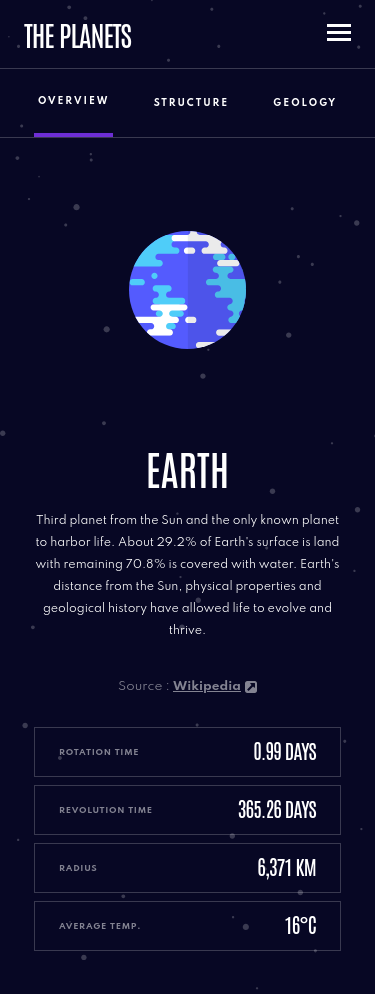 THE PLANETS
OVERVIEW STRUCTURE GEOLOGY
EARTH
Third planet from the Sun and the only known planet
to harbor life. About 29.2% of Earth's surface is land
with remaining 70.8% is covered with water. Earth's
distance from the Sun, physical properties and
geological history have allowed life to evolve and
thrive.
Source : Wikipedia
ROTATION TIME 0.99 DAYS
REVOLUTION TIME 365.26 DAYS
RADIUS 6,371 KM
AVERAGE TEMP. 16°C